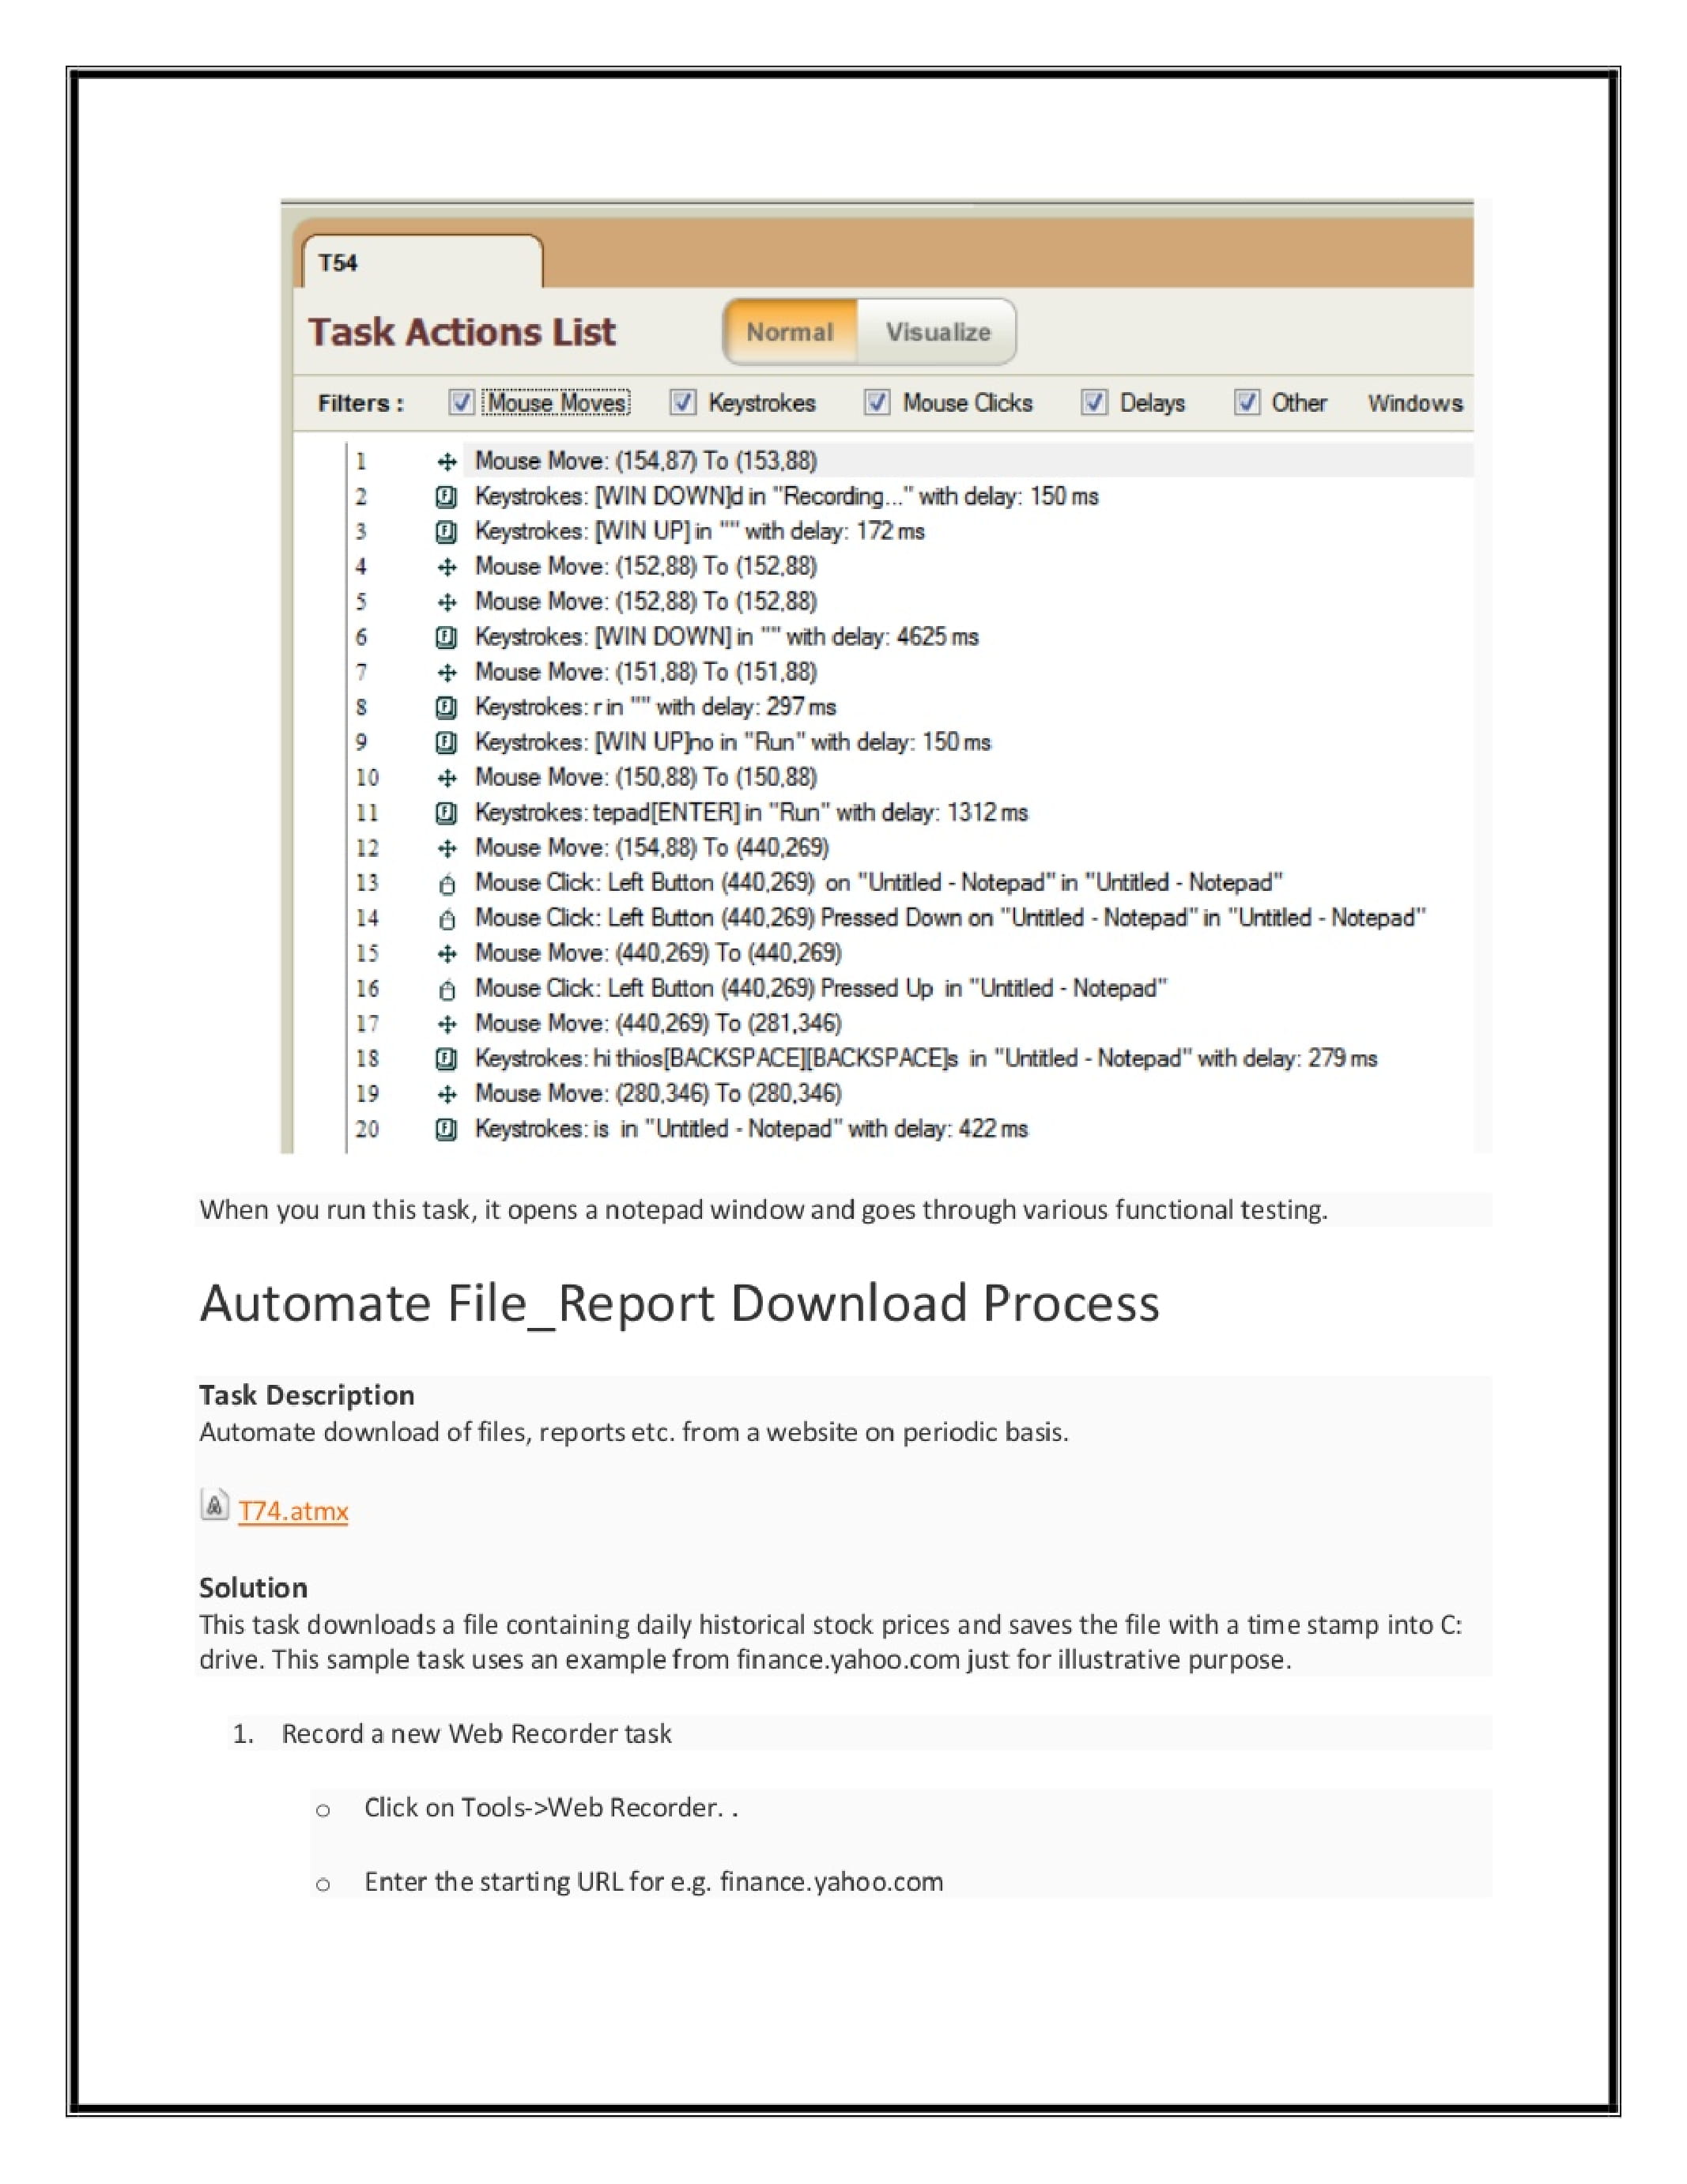 T54
Task Actions List Normal Visualize
Filters : Mouse Moves Keystrokes Mouse Clicks Delays Other Windows
1 Mouse Move: (154,87) To (153,88)
2 Keystrokes: [WIN DOWN]d in "Recording..." with delay: 150 ms
3 Keystrokes: [WIN UP] in "" with delay: 172 ms
4 Mouse Move: (152,88) To (152,88)
5 Mouse Move: (152,88) To (152,88)
6 Keystrokes: [WIN DOWN] in "" with delay: 4625 ms
7 Mouse Move: (151,88) To (151,88)
8 Keystrokes: r in "" with delay: 297 ms
9 Keystrokes: [WIN UP]no in "Run" with delay: 150 ms
10 Mouse Move: (150,88) To (150,88)
11 Keystrokes: tepad[ENTER] in "Run" with delay: 1312 ms
12 Mouse Move: (154,88) To (440,269)
13 Mouse Click: Left Button (440,269) on "Untitled - Notepad" in "Untitled - Notepad"
14 Mouse Click: Left Button (440,269) Pressed Down on "Untitled - Notepad" in "Untitled - Notepad"
15 Mouse Move: (440,269) To (440,269)
16 Mouse Click: Left Button (440,269) Pressed Up in "Untitled - Notepad"
17 Mouse Move: (440,269) To (281,346)
18 Keystrokes: hi thios[BACKSPACE][BACKSPACE]s in "Untitled - Notepad" with delay: 279 ms
19 Mouse Move: (280,346) To (280,346)
20 Keystrokes: is in "Untitled - Notepad" with delay: 422 ms
When you run this task, it opens a notepad window and goes through various functional testing.
Automate File_Report Download Process
Task Description
Automate download of files, reports etc. from a website on periodic basis.
T74.atmx
Solution
This task downloads a file containing daily historical stock prices and saves the file with a time stamp into C:
drive. This sample task uses an example from finance.yahoo.com just for illustrative purpose.
1. Record a new Web Recorder task
o Click on Tools->Web Recorder. .
o Enter the starting URL for e.g. finance.yahoo.com